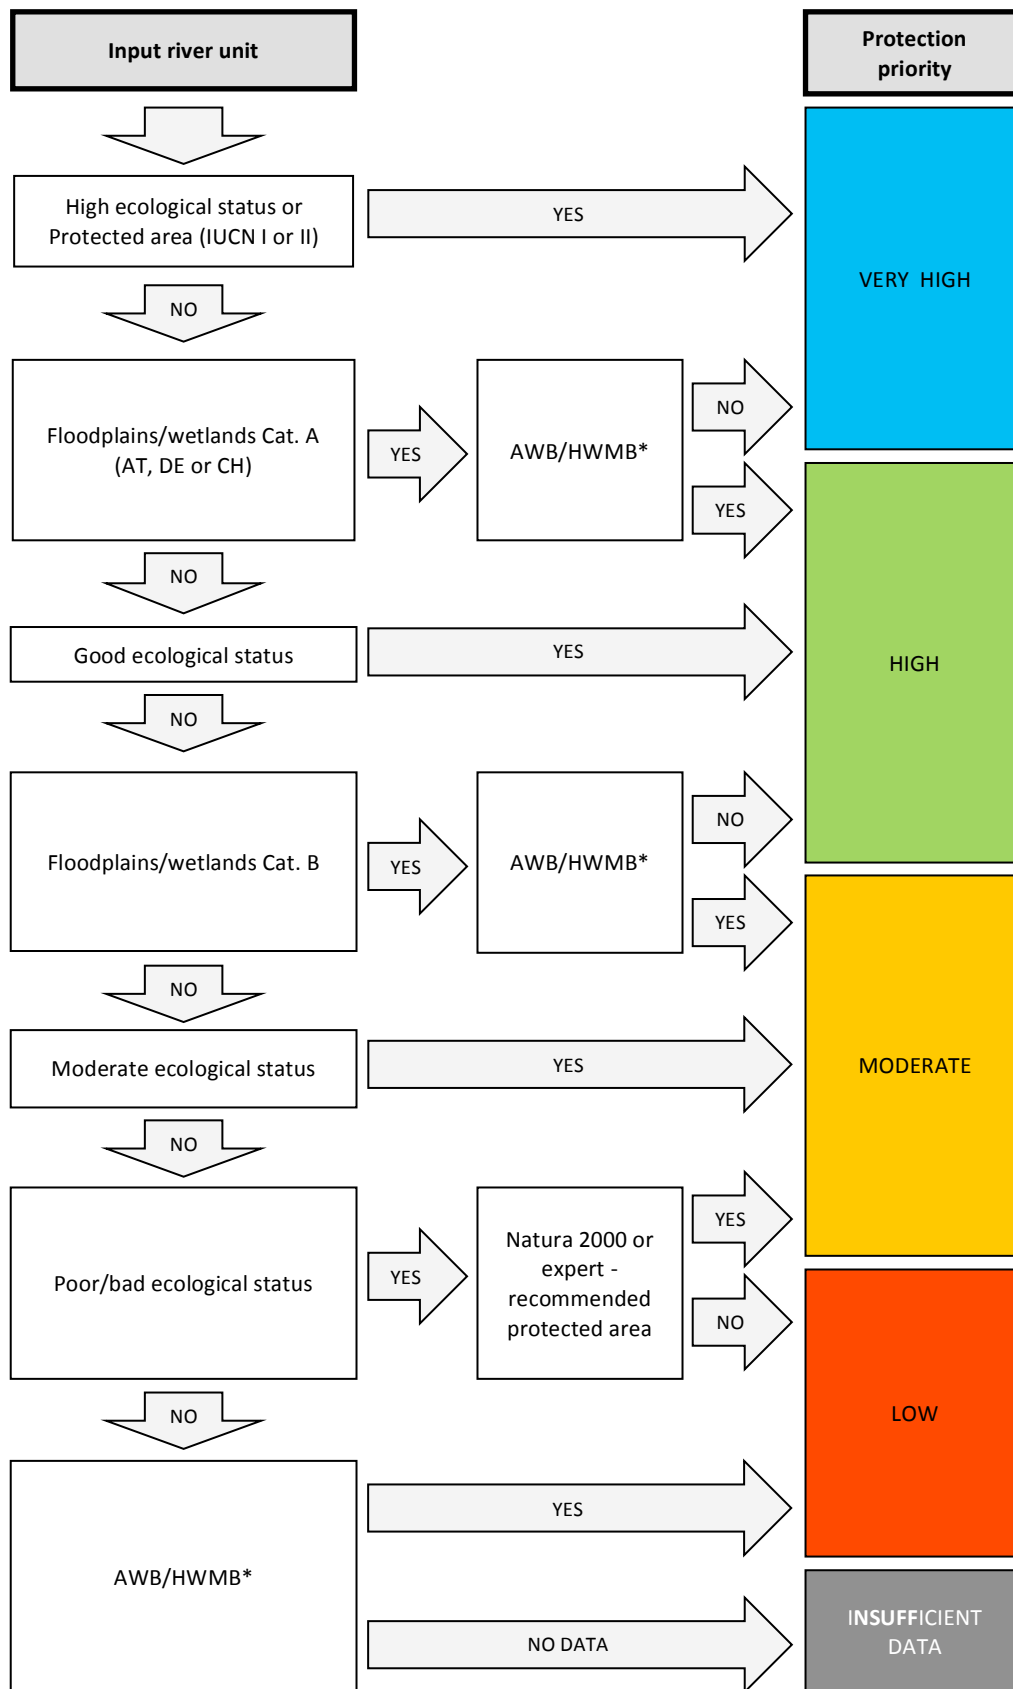 Input river unit
Protection
priority
High ecological status or
Protected area (IUCN I or II)
YES
VERY HIGH
NO
Floodplains/wetlands Cat. A
(AT, DE or CH)
YES
AWB/HWMB*
NO
YES
NO
Good ecological status
YES
HIGH
NO
Floodplains/wetlands Cat. B
YES
AWB/HWMB*
NO
YES
NO
Moderate ecological status
YES
MODERATE
NO
Poor/bad ecological status
YES
Natura 2000 or
expert -
recommended
protected area
YES
NO
LOW
NO
AWB/HWMB*
YES
NO DATA
INSUFFICIENT
DATA